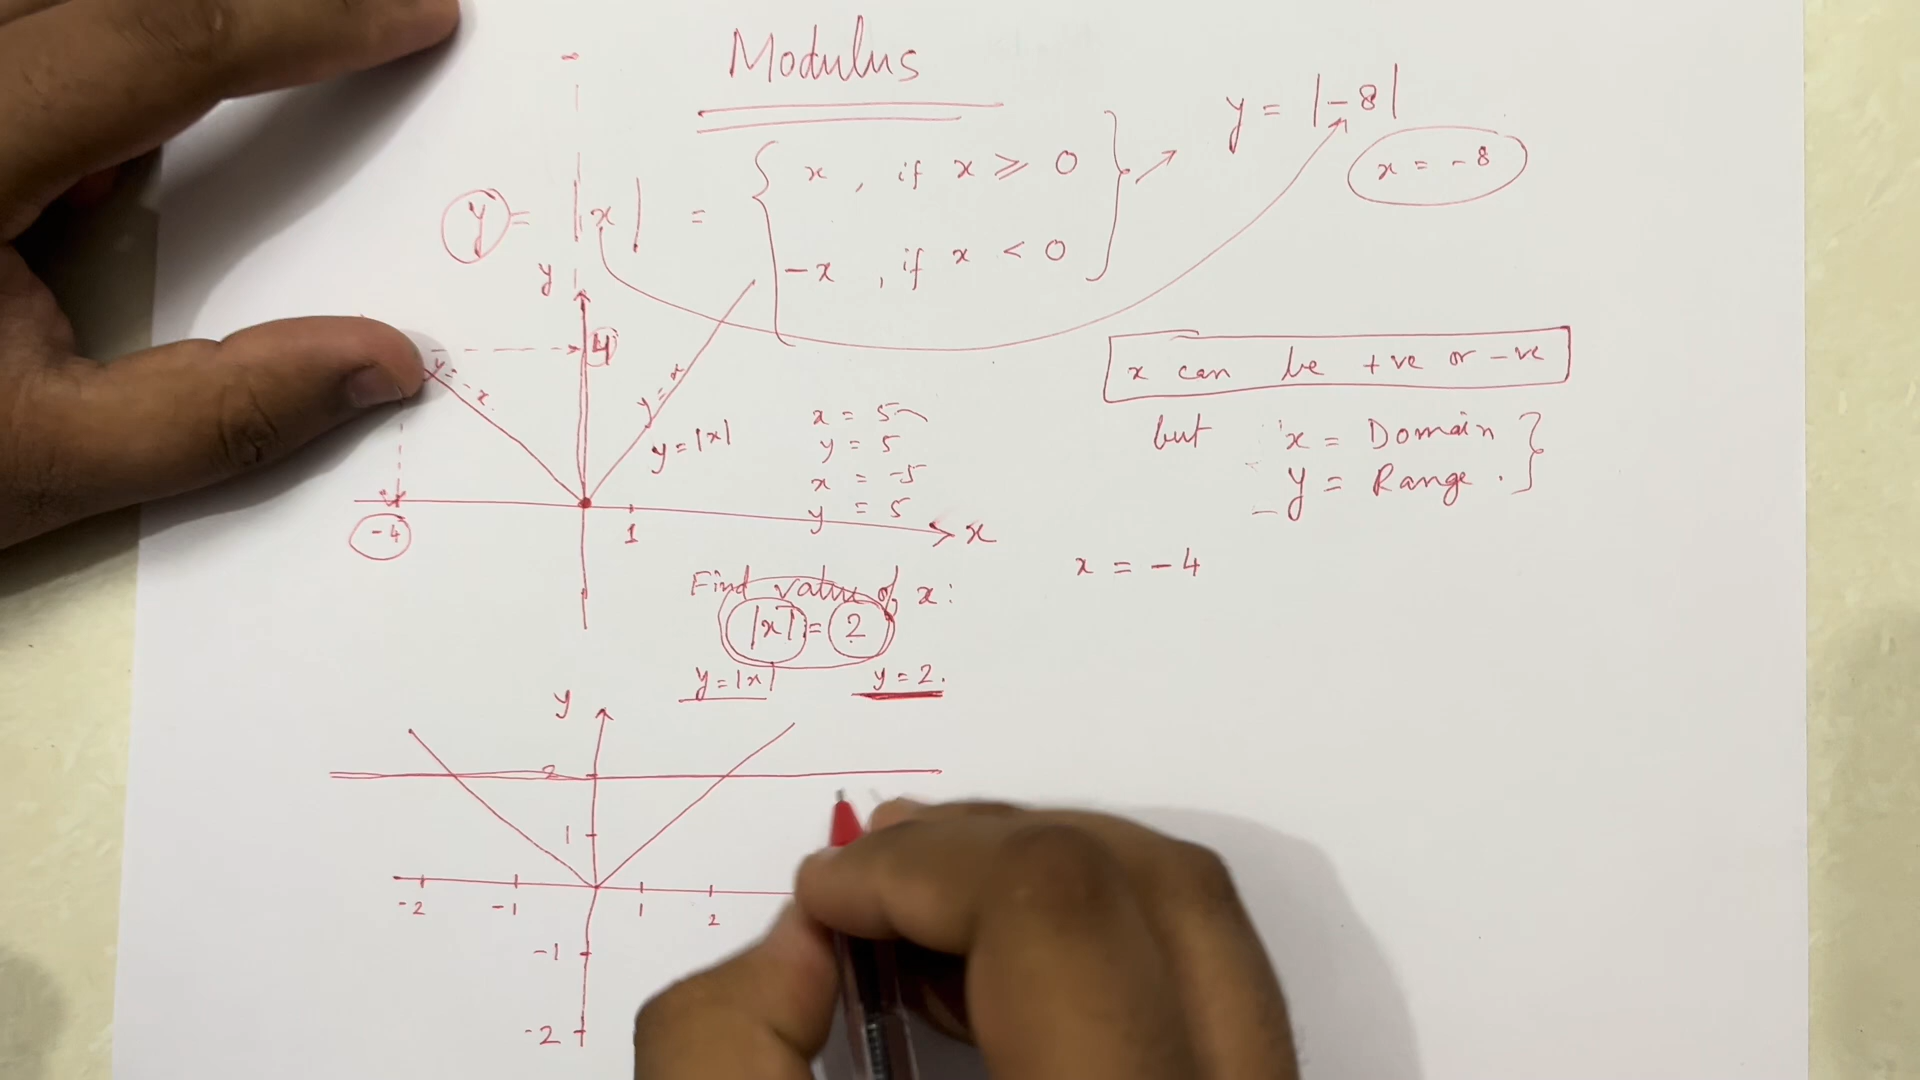 Modulus
y = |x| = { x , if x ⩾ 0
-x , if x < 0 }
y = |-8|
x = -8
y
4
y = -x
y = x
y = |x|
-4
1
x
x = 5
y = 5
x = -5
y = 5
x can be +ve or -ve
but x = Domain
y = Range.
x = -4
Find value of x:
|x| = 2
y = |x| y = 2.
y
2
1
-2 -1 1 2
-1
-2